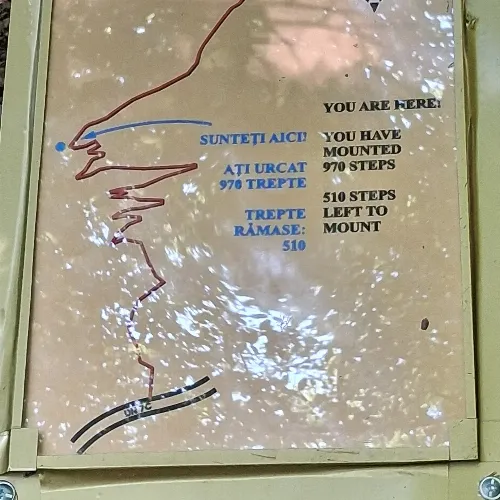 YOU ARE HERE!
SUNTEȚI AICI!
AȚI URCAT
970 TREPTE
TREPTE
RĂMASE:
510
YOU HAVE
MOUNTED
970 STEPS
510 STEPS
LEFT TO
MOUNT